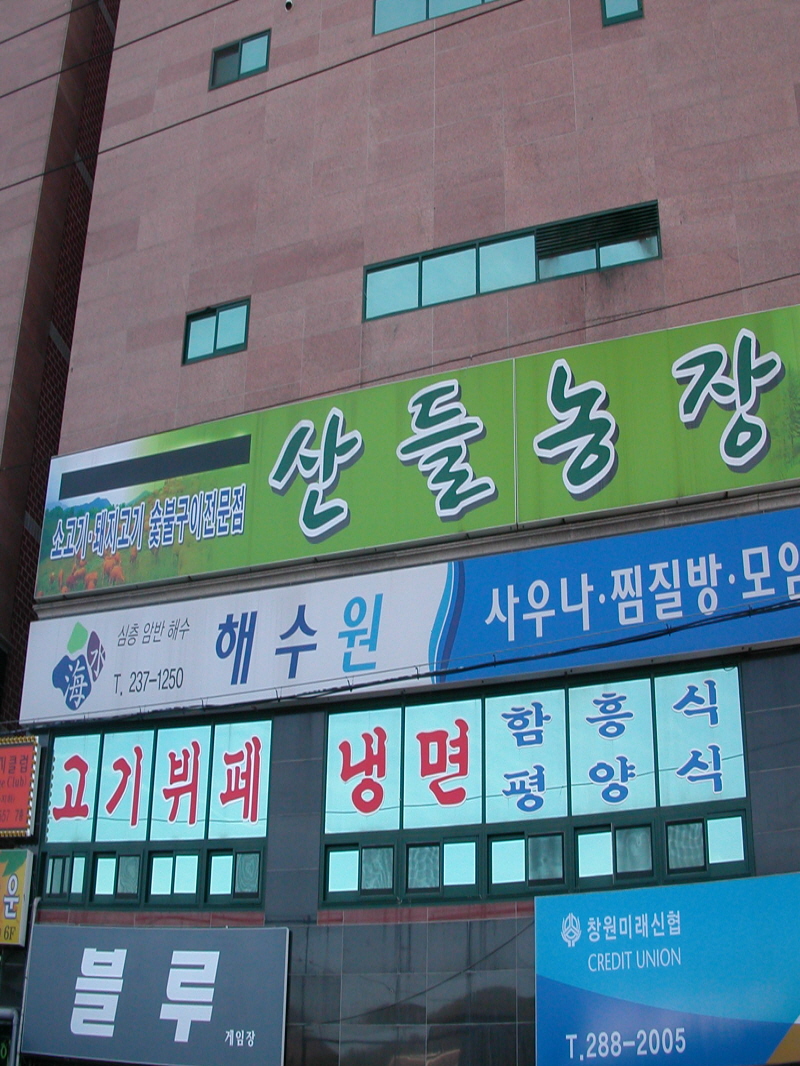 산들농장
소고기·돼지고기 숯불구이전문점
海水
심층 암반 해수
T. 237-1250
해수원
사우나·찜질방·모임
고기뷔페
냉면
함흥식
평양식
6F
블루
게임장
창원미래신협
CREDIT UNION
T.288-2005